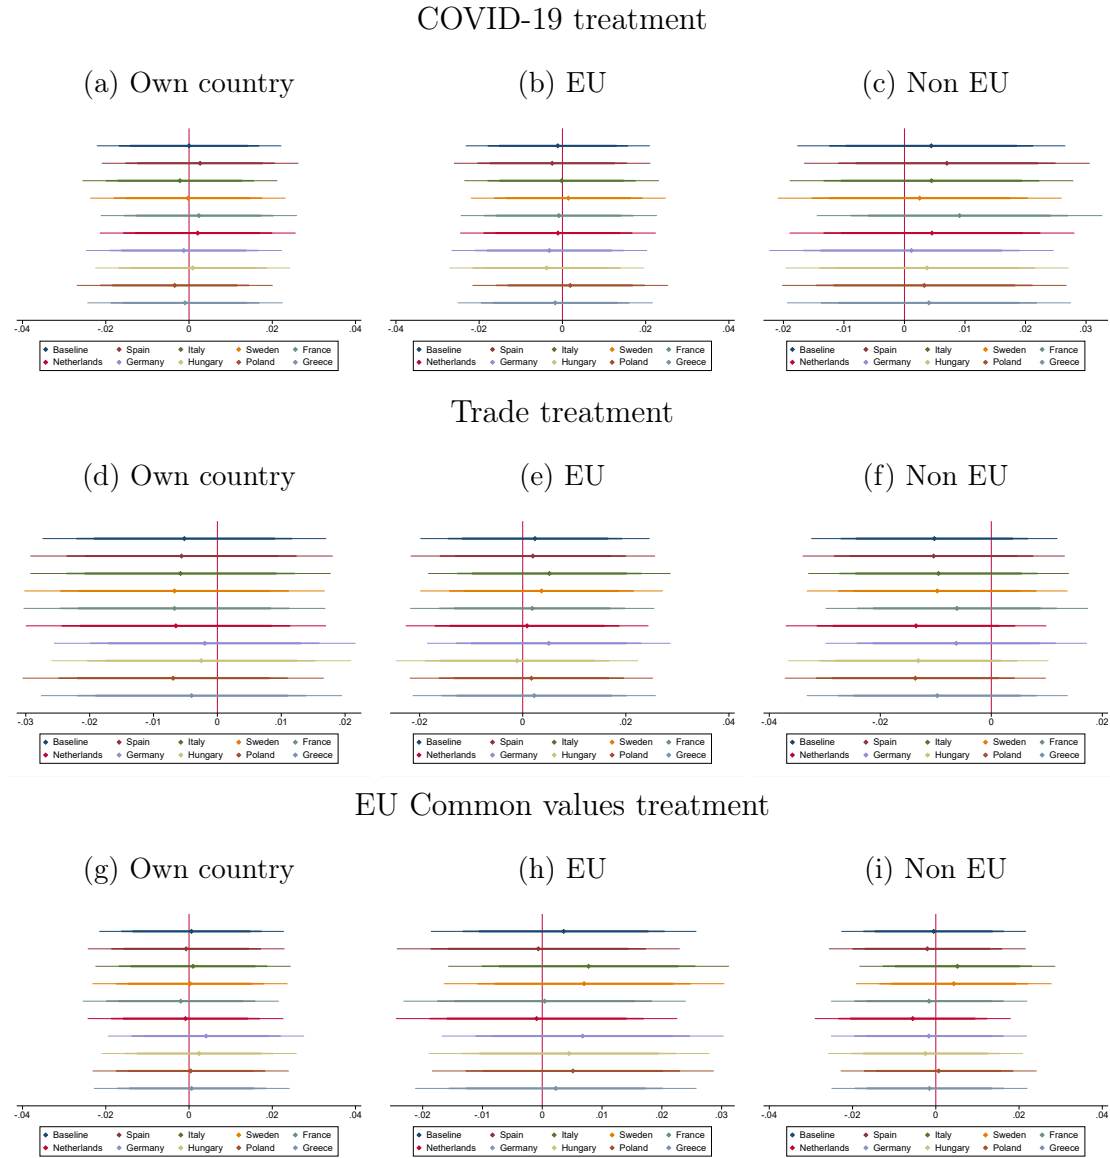 COVID-19 treatment
(a) Own country
(b) EU
(c) Non EU
-.04 -.02 0 .02 .04
-.04 -.02 0 .02 .04
-.02 -.01 0 .01 .02 .03
Baseline Spain Italy Sweden France
Netherlands Germany Hungary Poland Greece
Baseline Spain Italy Sweden France
Netherlands Germany Hungary Poland Greece
Baseline Spain Italy Sweden France
Netherlands Germany Hungary Poland Greece
Trade treatment
(d) Own country
(e) EU
(f) Non EU
-.03 -.02 -.01 0 .01 .02
-.02 0 .02 .04
-.04 -.02 0 .02
Baseline Spain Italy Sweden France
Netherlands Germany Hungary Poland Greece
Baseline Spain Italy Sweden France
Netherlands Germany Hungary Poland Greece
Baseline Spain Italy Sweden France
Netherlands Germany Hungary Poland Greece
EU Common values treatment
(g) Own country
(h) EU
(i) Non EU
-.04 -.02 0 .02 .04
-.02 -.01 0 .01 .02 .03
-.04 -.02 0 .02 .04
Baseline Spain Italy Sweden France
Netherlands Germany Hungary Poland Greece
Baseline Spain Italy Sweden France
Netherlands Germany Hungary Poland Greece
Baseline Spain Italy Sweden France
Netherlands Germany Hungary Poland Greece